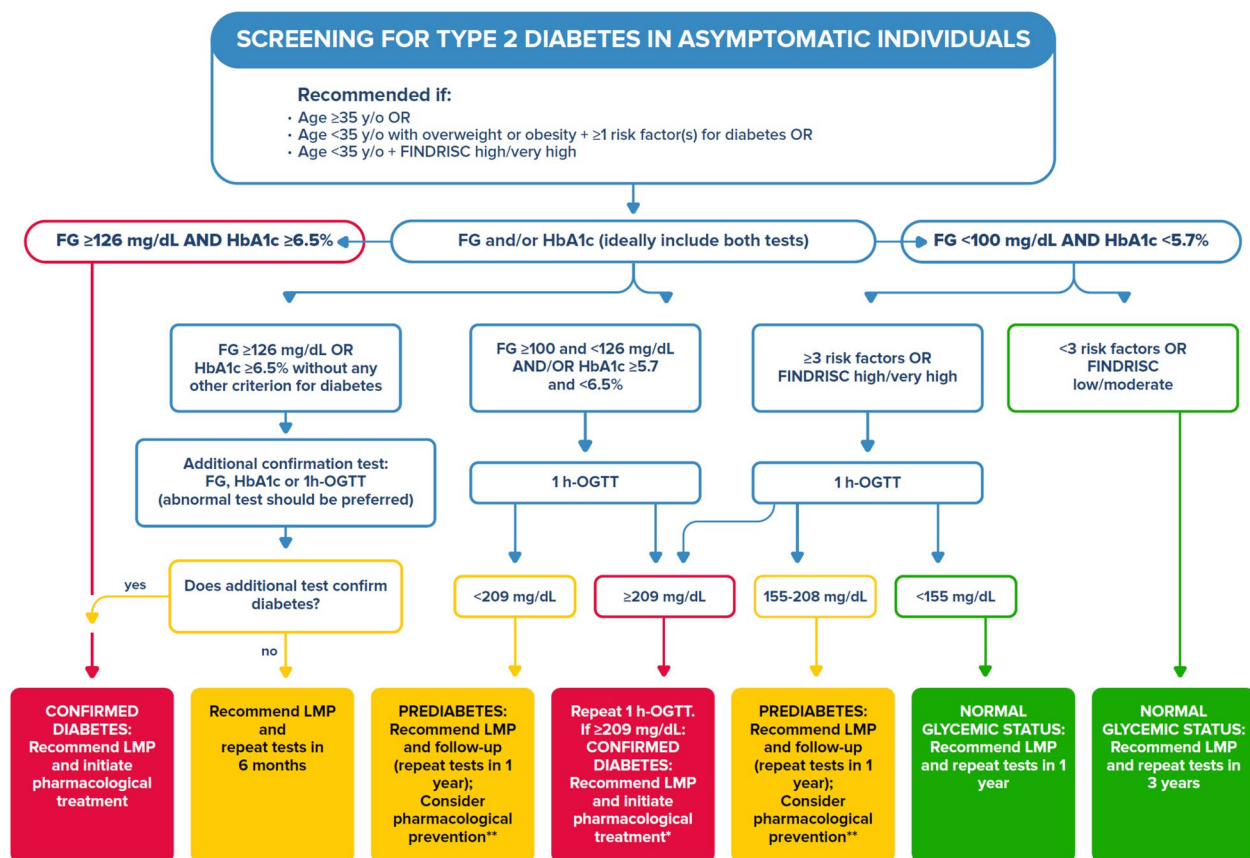 SCREENING FOR TYPE 2 DIABETES IN ASYMPTOMATIC INDIVIDUALS
Recommended if:
· Age ≥35 y/o OR
· Age <35 y/o with overweight or obesity + ≥1 risk factor(s) for diabetes OR
· Age <35 y/o + FINDRISC high/very high
FG ≥126 mg/dL AND HbA1c ≥6.5%
FG and/or HbA1c (ideally include both tests)
FG <100 mg/dL AND HbA1c <5.7%
FG ≥126 mg/dL OR
HbA1c ≥6.5% without any
other criterion for diabetes
FG ≥100 and <126 mg/dL
AND/OR HbA1c ≥5.7
and <6.5%
≥3 risk factors OR
FINDRISC high/very high
<3 risk factors OR
FINDRISC
low/moderate
Additional confirmation test:
FG, HbA1c or 1h-OGTT
(abnormal test should be preferred)
1 h-OGTT
1 h-OGTT
yes
Does additional test confirm
diabetes?
no
<209 mg/dL
≥209 mg/dL
155-208 mg/dL
<155 mg/dL
CONFIRMED
DIABETES:
Recommend LMP
and initiate
pharmacological
treatment
Recommend LMP
and
repeat tests in
6 months
PREDIABETES:
Recommend LMP
and follow-up
(repeat tests in 1
year);
Consider
pharmacological
prevention**
Repeat 1 h-OGTT.
If ≥209 mg/dL:
CONFIRMED
DIABETES:
Recommend LMP
and initiate
pharmacological
treatment*
PREDIABETES:
Recommend LMP
and follow-up
(repeat tests in 1
year);
Consider
pharmacological
prevention**
NORMAL
GLYCEMIC STATUS:
Recommend LMP
and repeat tests in 1
year
NORMAL
GLYCEMIC STATUS:
Recommend LMP
and repeat tests in
3 years